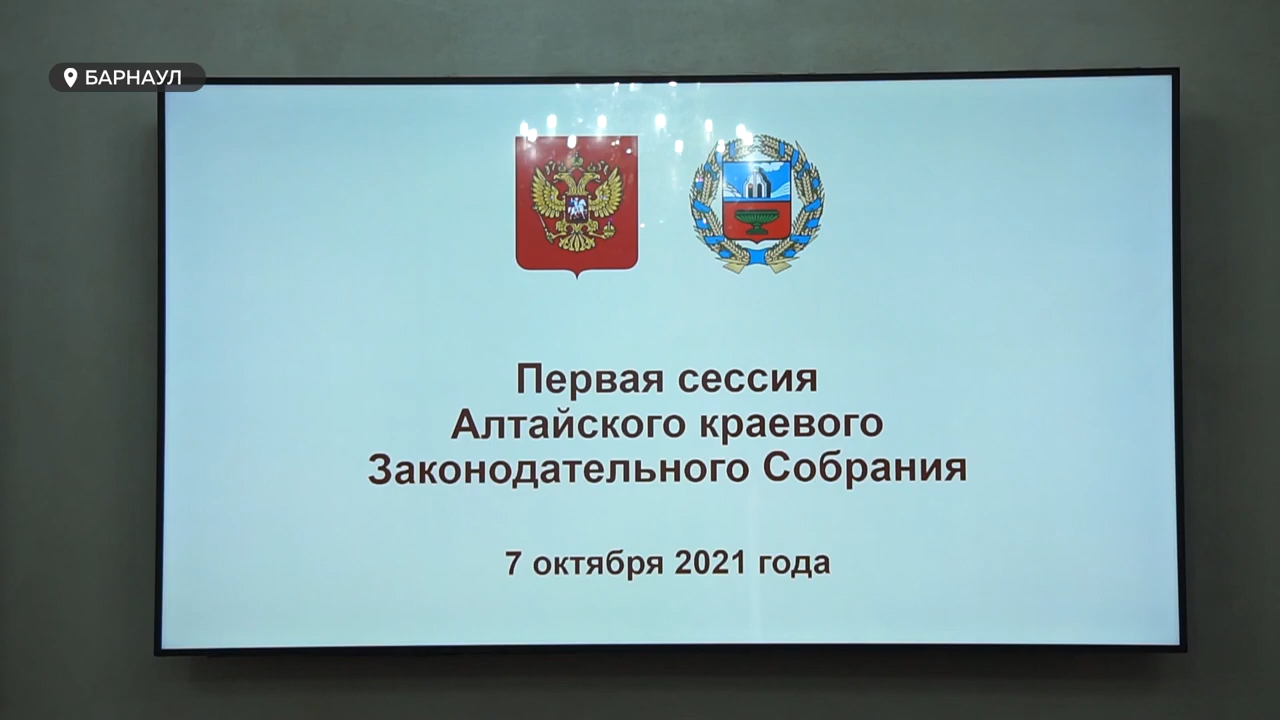 БАРНАУЛ
Первая сессия
Алтайского краевого
Законодательного Собрания
7 октября 2021 года